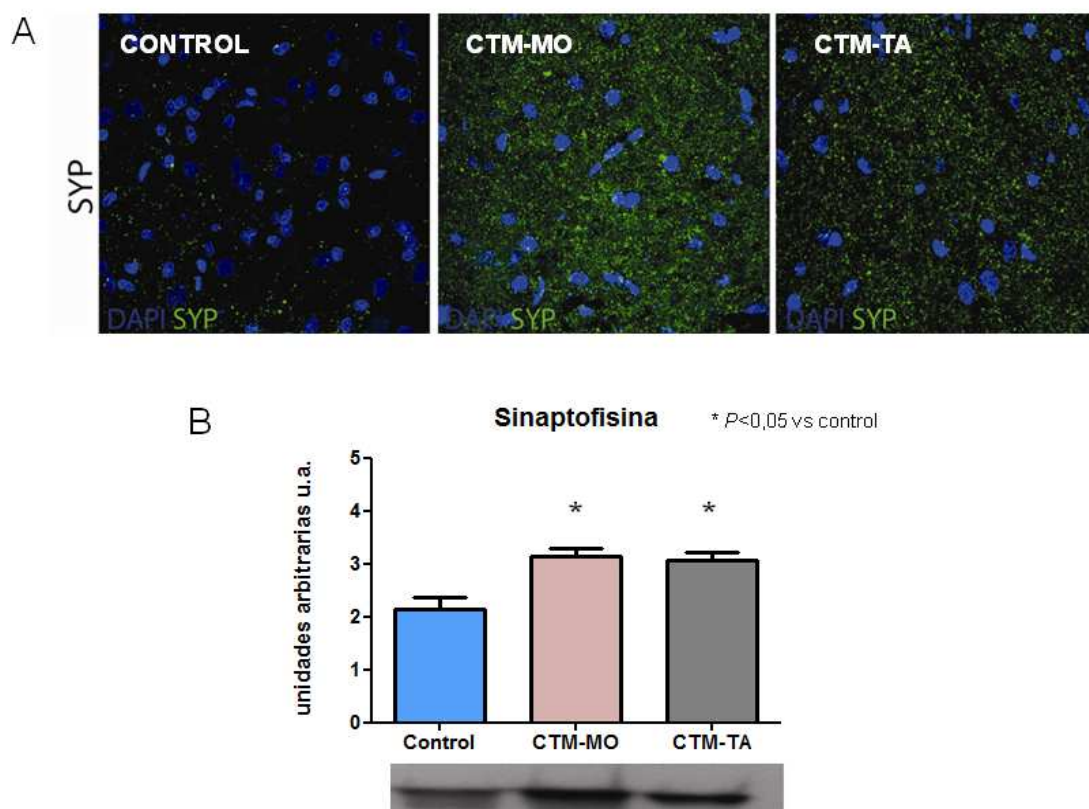 A
CONTROL
CTM-MO
CTM-TA
SYP
DAPI SYP
DAPI SYP
DAPI SYP
B
Sinaptofisina
* P<0,05 vs control
unidades arbitrarias u.a.
5
4
3
2
1
0
*
*
Control
CTM-MO
CTM-TA